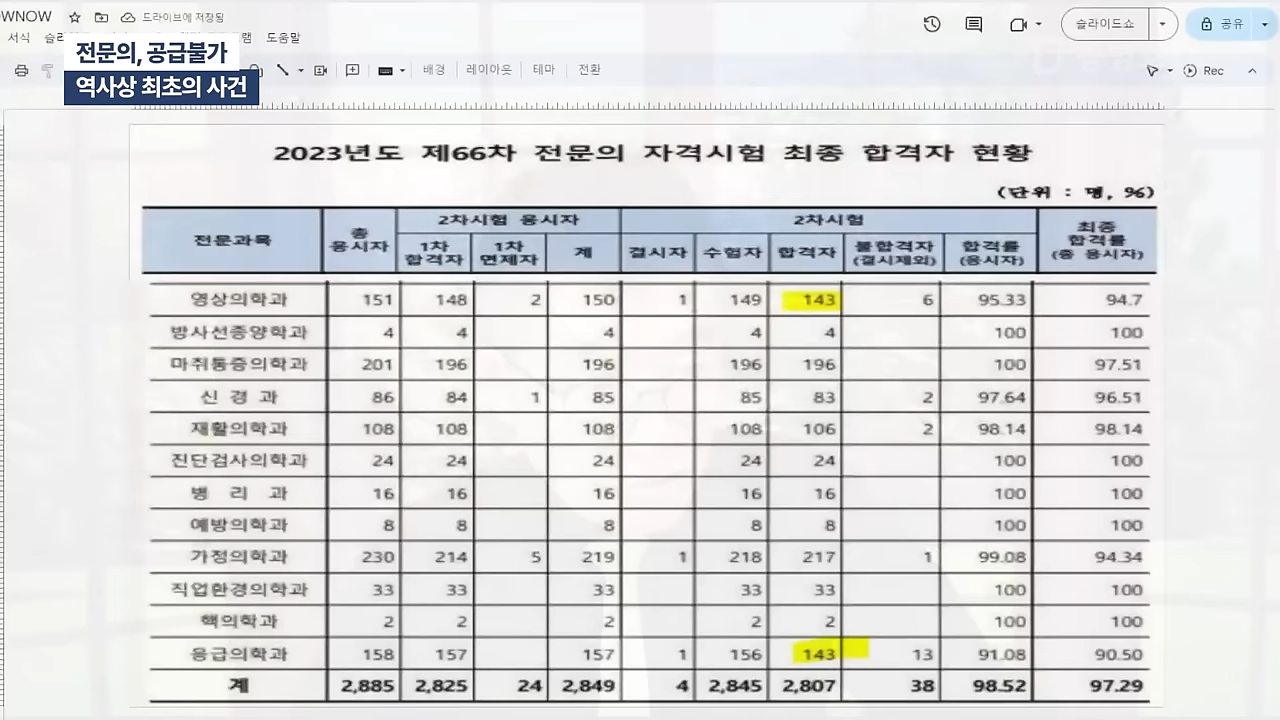 OWNOW 드라이브에 저장됨
서식 슬라 램 도움말
슬라이드쇼 공유
전문의, 공급불가
역사상 최초의 사건
배경 레이아웃 테마 전환 Rec
2023년도 제66차 전문의 자격시험 최종 합격자 현황
(단위 : 명, %)
전문과목 총 응시자 2차시험 응시자 2차시험 최종 합격률 (총 응시자)
1차 합격자 1차 면제자 계 결시자 수험자 합격자 불합격자 (결시제외) 합격률 (응시자)
영상의학과 151 148 2 150 1 149 143 6 95.33 94.7
방사선종양학과 4 4 4 4 4 100 100
마취통증의학과 201 196 196 196 196 100 97.51
신 경 과 86 84 1 85 85 83 2 97.64 96.51
재활의학과 108 108 108 108 106 2 98.14 98.14
진단검사의학과 24 24 24 24 24 100 100
병 리 과 16 16 16 16 16 100 100
예방의학과 8 8 8 8 8 100 100
가정의학과 230 214 5 219 1 218 217 1 99.08 94.34
직업환경의학과 33 33 33 33 33 100 100
핵의학과 2 2 2 2 2 100 100
응급의학과 158 157 157 1 156 143 13 91.08 90.50
계 2,885 2,825 24 2,849 4 2,845 2,807 38 98.52 97.29